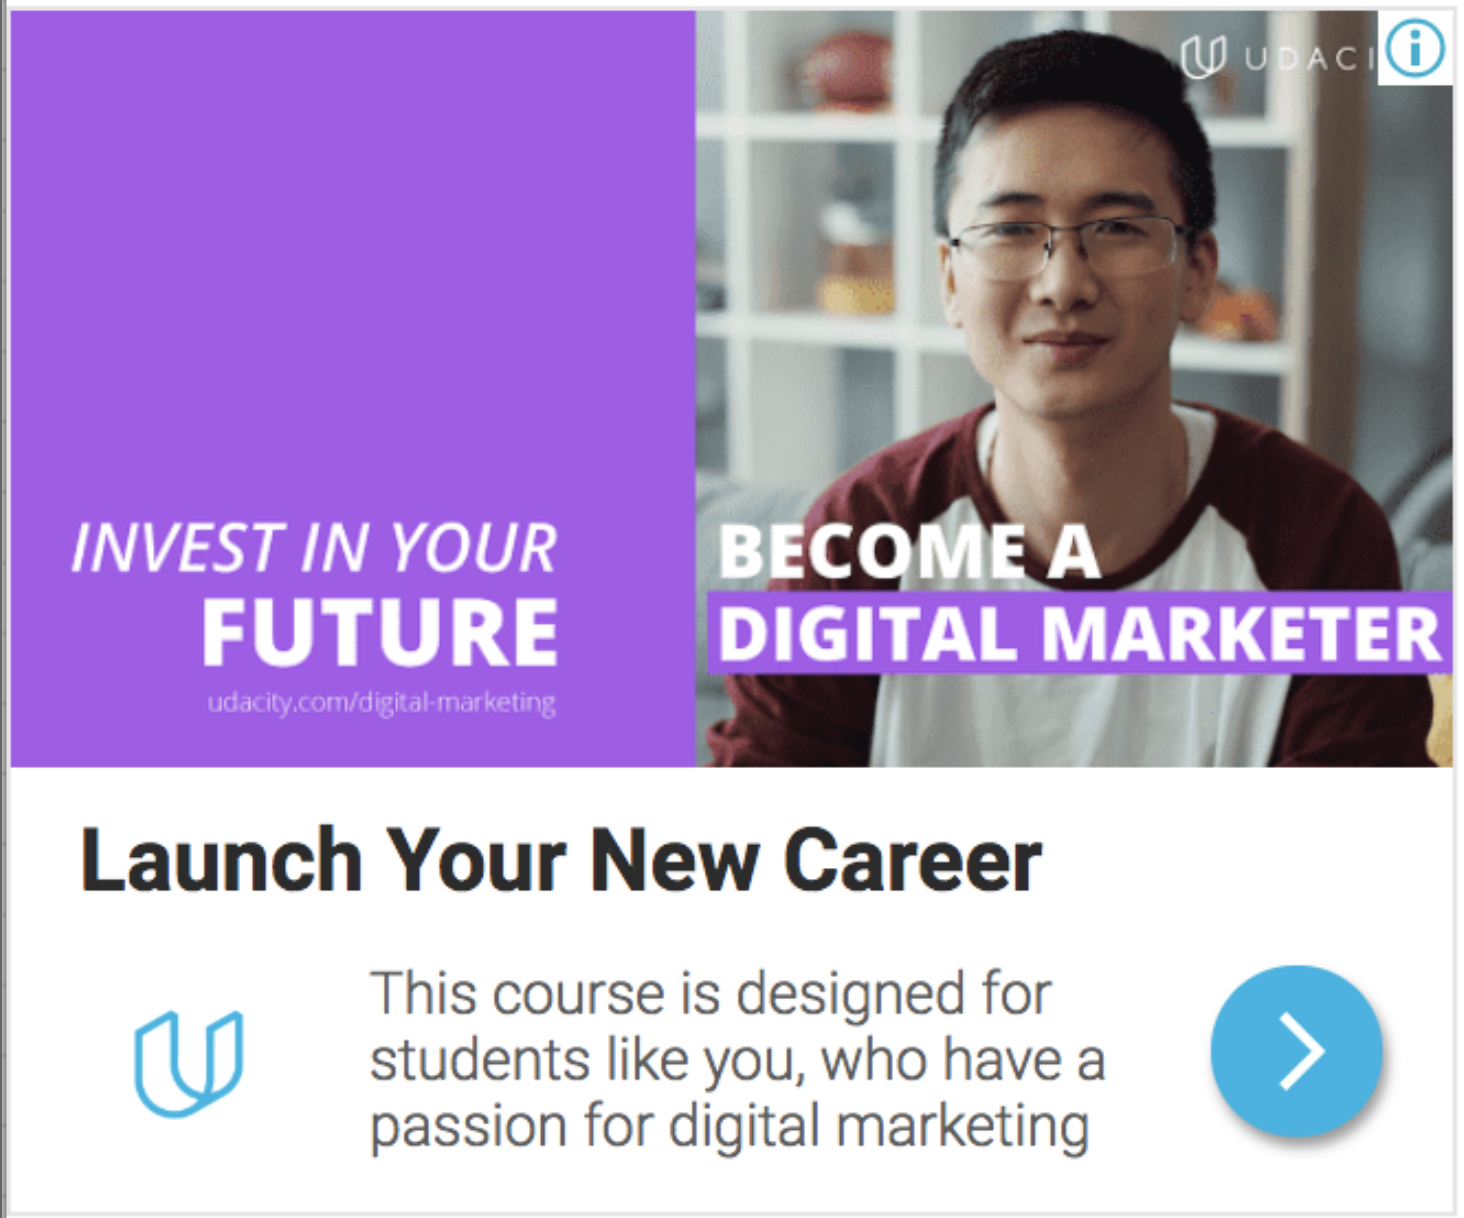 UDACI
INVEST IN YOUR
FUTURE
udacity.com/digital-marketing
BECOME A
DIGITAL MARKETER
Launch Your New Career
This course is designed for
students like you, who have a
passion for digital marketing